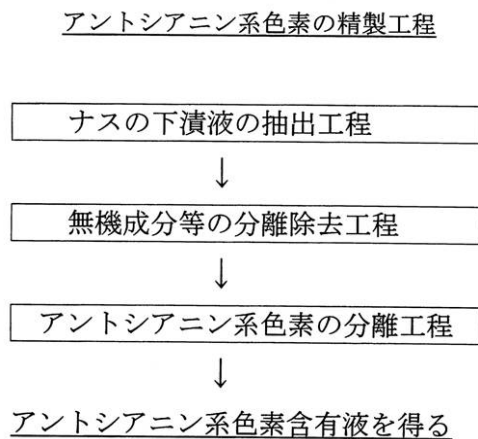 アントシアニン系色素の精製工程
ナスの下漬液の抽出工程
↓
無機成分等の分離除去工程
↓
アントシアニン系色素の分離工程
↓
アントシアニン系色素含有液を得る